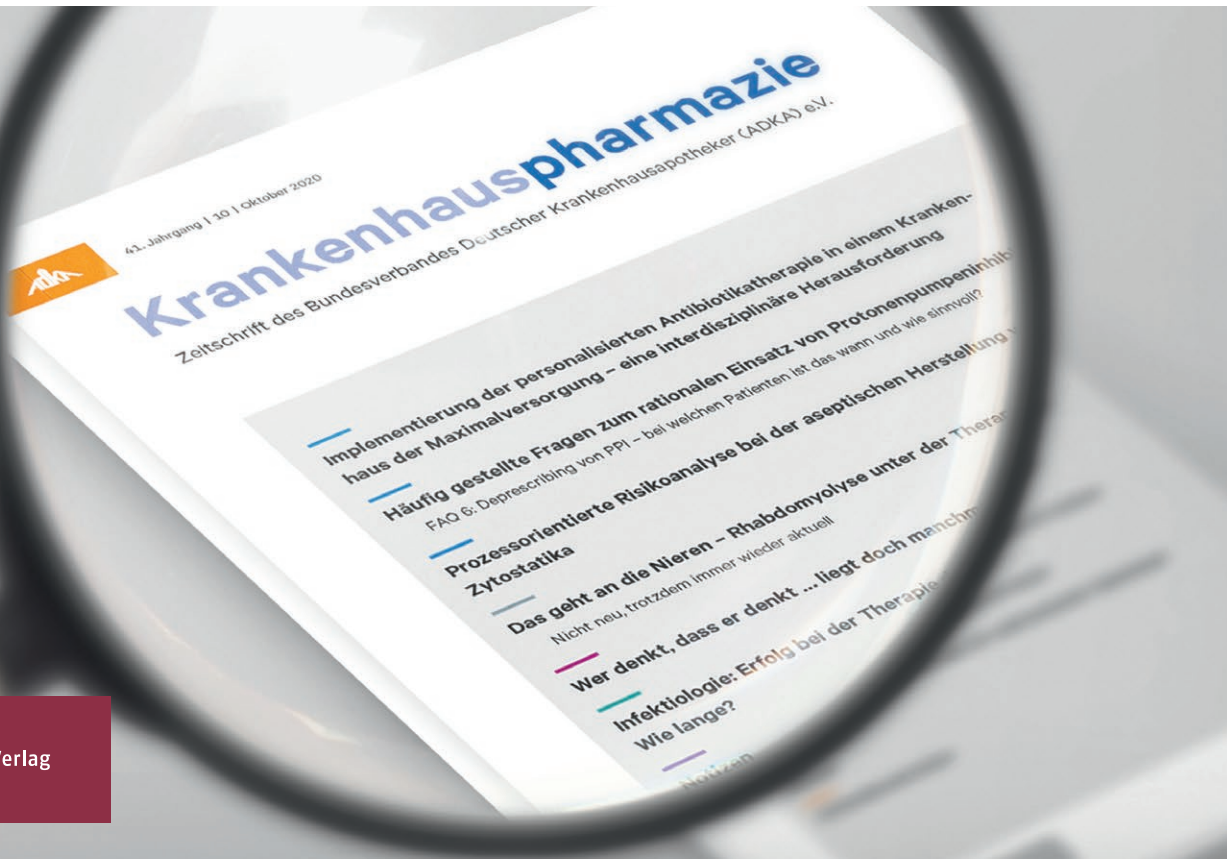 adka
41. Jahrgang | 10 | Oktober 2020
Krankenhauspharmazie
Zeitschrift des Bundesverbandes Deutscher Krankenhausapotheker (ADKA) e.V.
Implementierung der personalisierten Antibiotikatherapie in einem Kranken-
haus der Maximalversorgung – eine interdisziplinäre Herausforderung
Häufig gestellte Fragen zum rationalen Einsatz von Protonenpumpeninhib
FAQ 6: Deprescribing von PPI – bei welchen Patienten ist das wann und wie sinnvoll?
Prozessorientierte Risikoanalyse bei der aseptischen Herstellung v
Zytostatika
Das geht an die Nieren – Rhabdomyolyse unter der Therap
Nicht neu, trotzdem immer wieder aktuell
Wer denkt, dass er denkt ... liegt doch manchm
Infektiologie: Erfolg bei der Therapie
Wie lange?
Notizen
Verlag